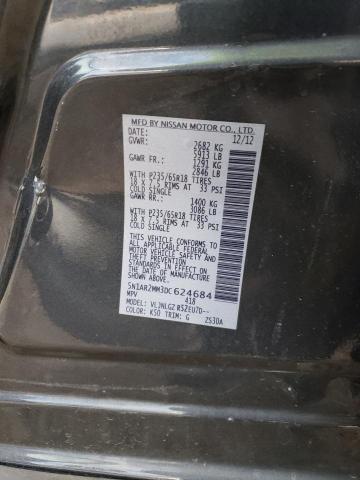 MFD BY NISSAN MOTOR CO., LTD.
DATE: 12/12
GVWR: 2682 KG
5913 LB
GAWR FR: 1291 KG
2846 LB
WITH P235/65R18 TIRES
18 X 7.5 RIMS AT 33 PSI
COLD SINGLE
GAWR RR: 1400 KG
3086 LB
WITH P235/65R18 TIRES
18 X 7.5 RIMS AT 33 PSI
COLD SINGLE
THIS VEHICLE CONFORMS TO
ALL APPLICABLE FEDERAL
MOTOR VEHICLE SAFETY AND
THEFT PREVENTION STANDARDS
IN EFFECT ON THE DATE OF
MANUFACTURE SHOWN ABOVE.
5N1AR2MM3DC624684
MPV 418
MODEL: VLJNLGZ R52EU7D--
COLOR: K50 TRIM: G ZS30A